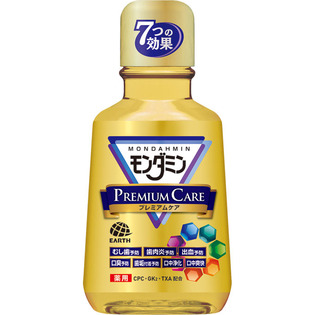 7つの効果
MONDAHMIN
モンダミン
PREMIUM CARE
プレミアムケア
EARTH
むし歯予防 歯肉炎予防 出血予防
口臭予防 歯垢付着予防 口中浄化 口中爽快
薬用 CPC・GK2・TXA配合